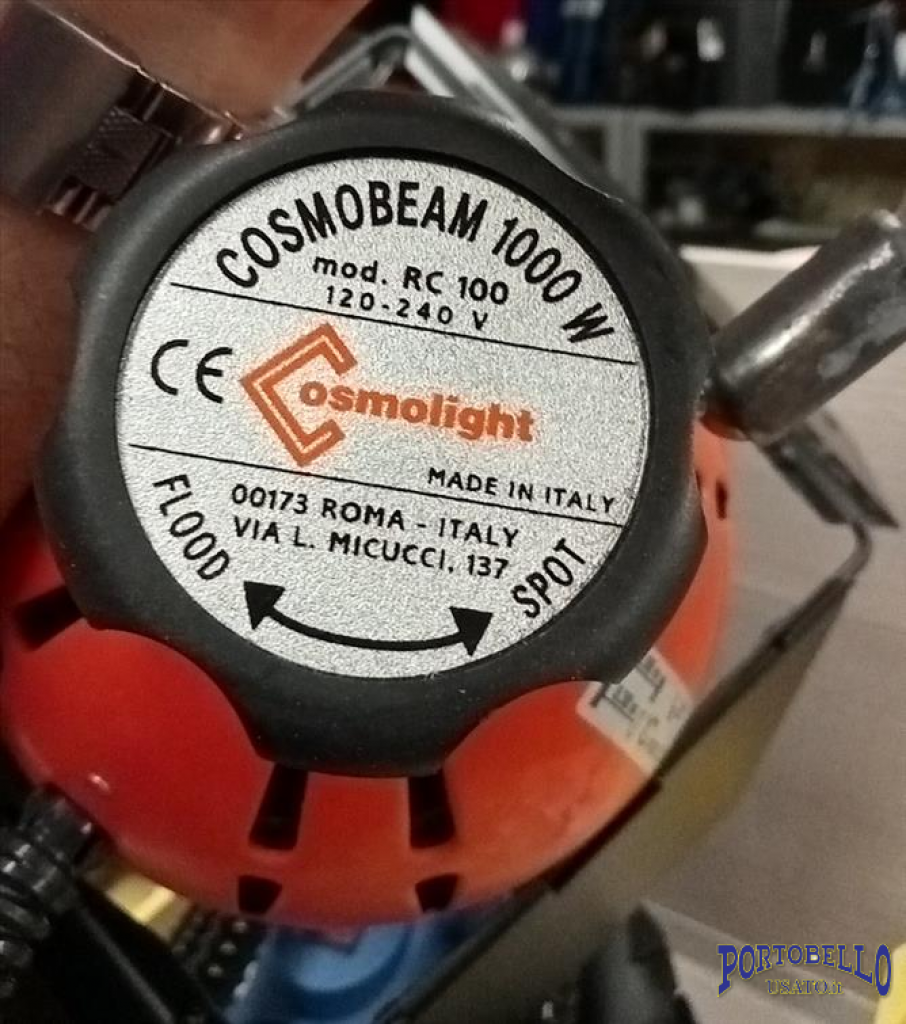 COSMOBEAM 1000 W
mod. RC 100
120-240 V
CE
Cosmolight
MADE IN ITALY
00173 ROMA - ITALY
VIA L. MICUCCI, 137
FLOOD
SPOT
PORTOBELLO
USATO.it